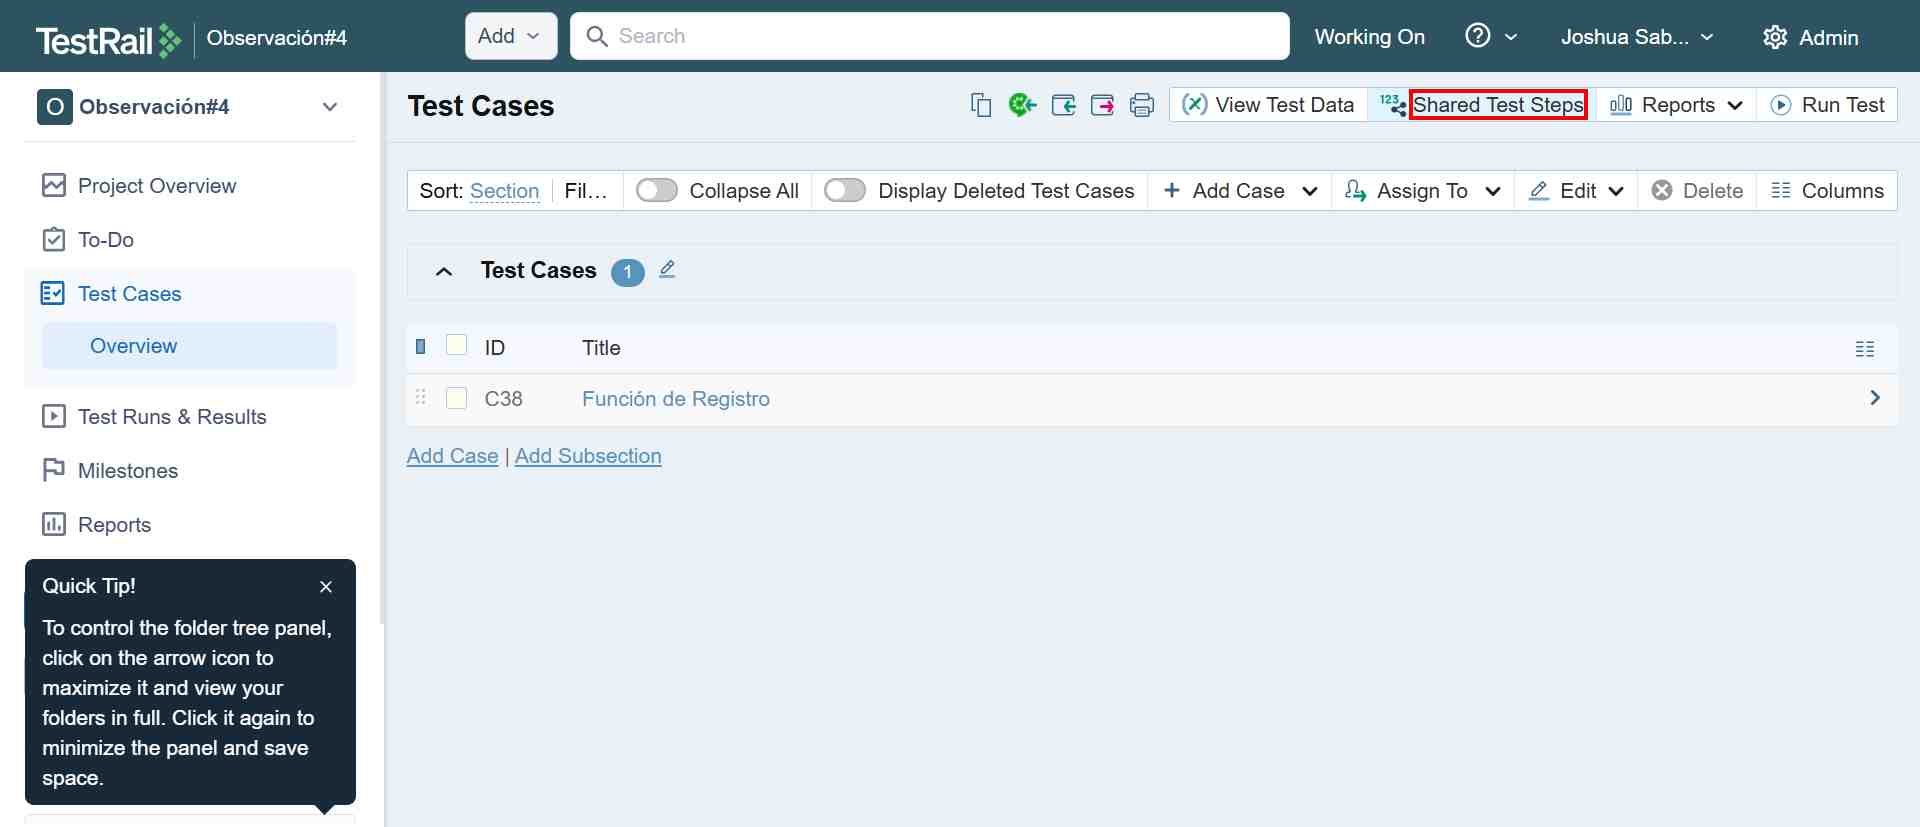 TestRail Observación#4 Add Search Working On Joshua Sab... Admin
O Observación#4
Test Cases
View Test Data 123 Shared Test Steps Reports Run Test
Sort: Section Fil... Collapse All Display Deleted Test Cases Add Case Assign To Edit Delete Columns
Project Overview
To-Do
Test Cases
Overview
Test Runs & Results
Milestones
Reports
Test Cases 1
ID Title
C38 Función de Registro
Add Case | Add Subsection
Quick Tip!
To control the folder tree panel,
click on the arrow icon to
maximize it and view your
folders in full. Click it again to
minimize the panel and save
space.